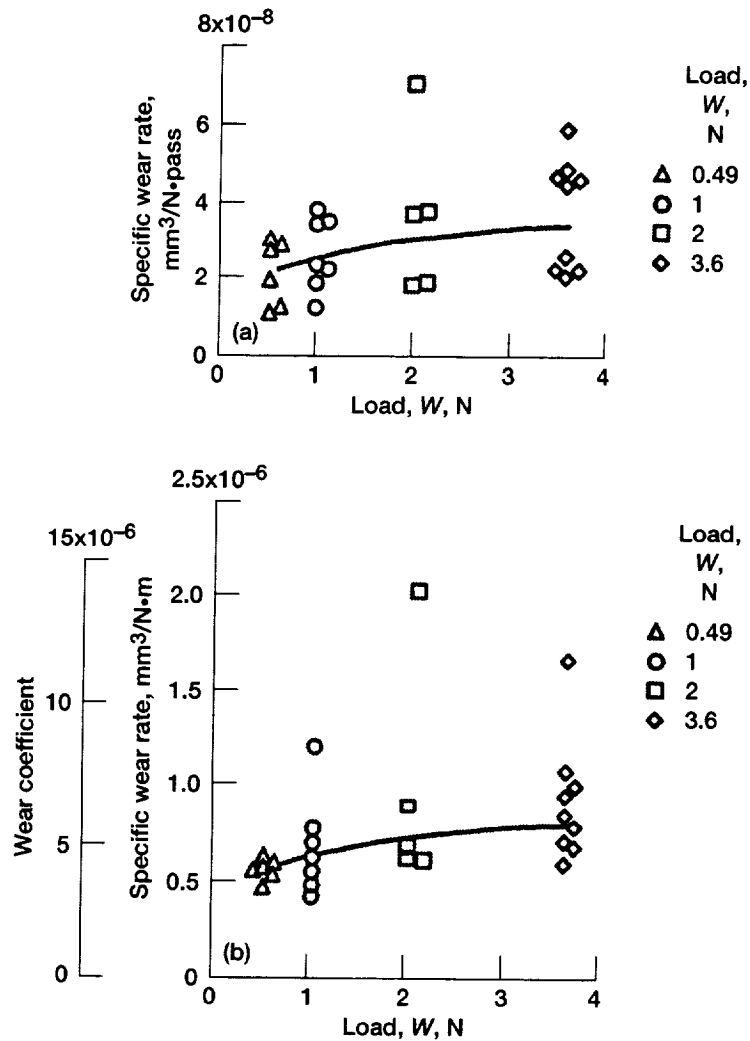 8x10⁻⁸
6
4
2
0
Specific wear rate,
mm³/N•pass
(a)
0 1 2 3 4
Load, W, N
Load,
W,
N
0.49
1
2
3.6
2.5x10⁻⁶
2.0
1.5
1.0
0.5
0
15x10⁻⁶
10
5
0
Wear coefficient
Specific wear rate, mm³/N•m
(b)
0 1 2 3 4
Load, W, N
Load,
W,
N
0.49
1
2
3.6